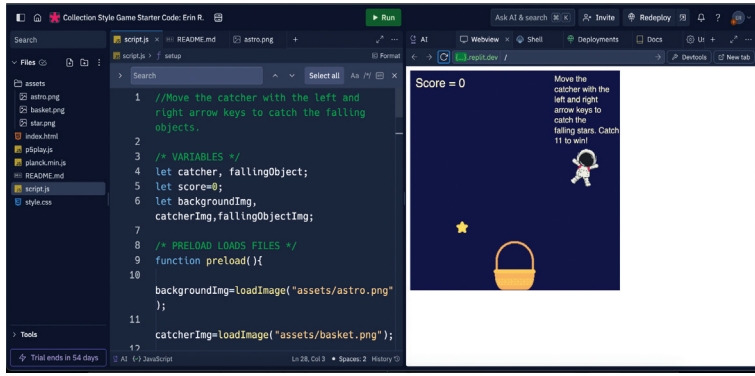 Collection Style Game Starter Code: Erin R.
Run
Ask AI & search ⌘ K
Invite
Redeploy
Search
script.js
README.md
astro.png
AI
Webview
Shell
Deployments
Docs
script.js > f setup
Format
.replit.dev /
Devtools
New tab
Files
assets
astro.png
basket.png
star.png
index.html
p5play.js
planck.min.js
README.md
script.js
style.css
Tools
Trial ends in 54 days
Search
Select all
Aa
1 //Move the catcher with the left and
right arrow keys to catch the falling
objects.
2
3 /* VARIABLES */
4 let catcher, fallingObject;
5 let score=0;
6 let backgroundImg,
catcherImg,fallingObjectImg;
7
8 /* PRELOAD LOADS FILES */
9 function preload(){
10
backgroundImg=loadImage("assets/astro.png"
);
11
catcherImg=loadImage("assets/basket.png");
12
AI {-} JavaScript
Ln 28, Col 3 • Spaces: 2 History
Score = 0
Move the
catcher with the
left and right
arrow keys to
catch the
falling stars. Catch
11 to win!